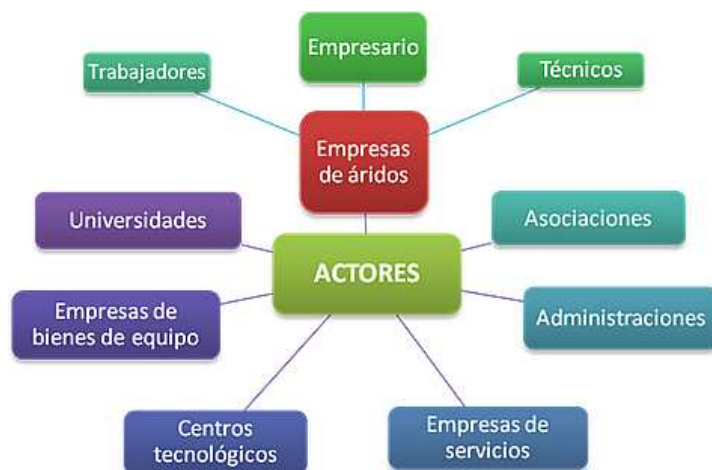 Empresario
Trabajadores
Técnicos
Empresas
de áridos
Universidades
Asociaciones
ACTORES
Empresas de
bienes de equipo
Administraciones
Centros
tecnológicos
Empresas de
servicios